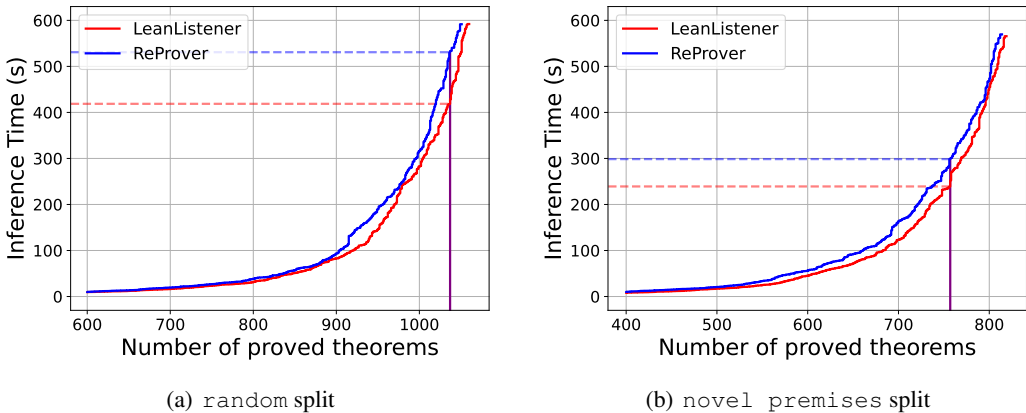 LeanListener
ReProver
600
500
400
300
200
100
0
Inference Time (s)
600 700 800 900 1000
Number of proved theorems
(a) random split
LeanListener
ReProver
600
500
400
300
200
100
0
Inference Time (s)
400 500 600 700 800
Number of proved theorems
(b) novel premises split